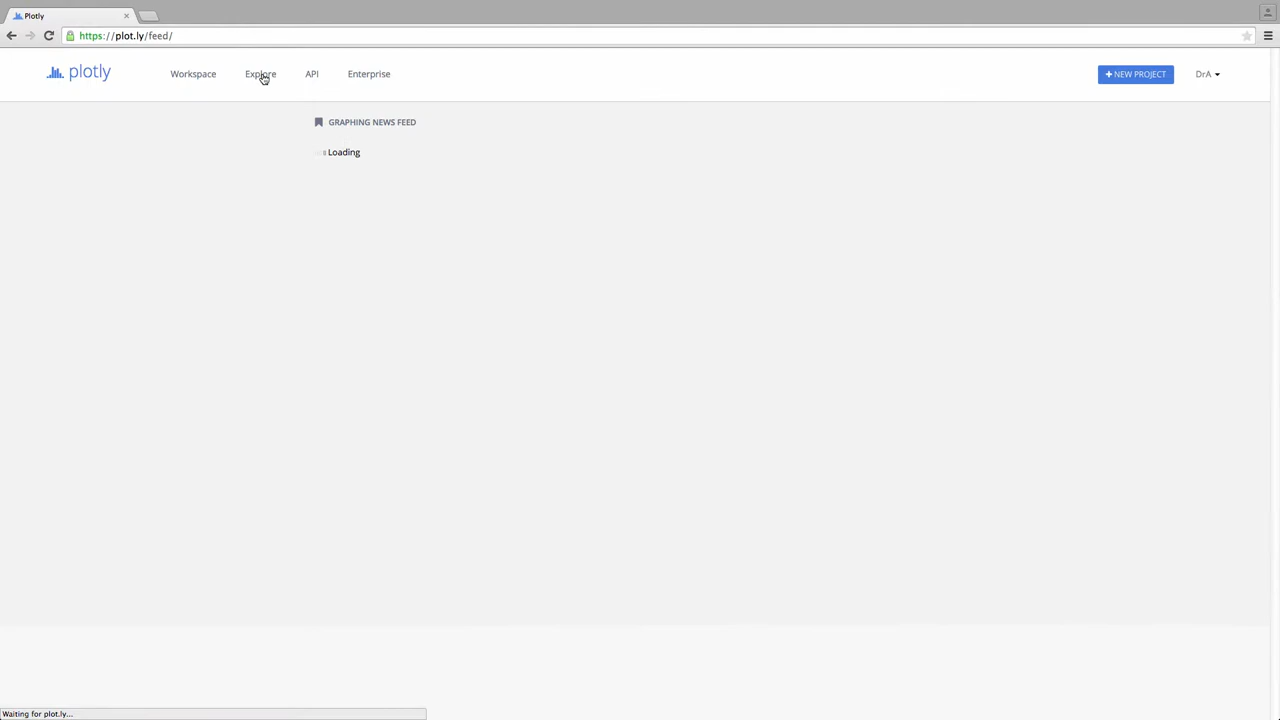 Plotly
https://plot.ly/feed/
plotly
Workspace
Explore
API
Enterprise
NEW PROJECT
DrA
GRAPHING NEWS FEED
Loading
Waiting for plot.ly...